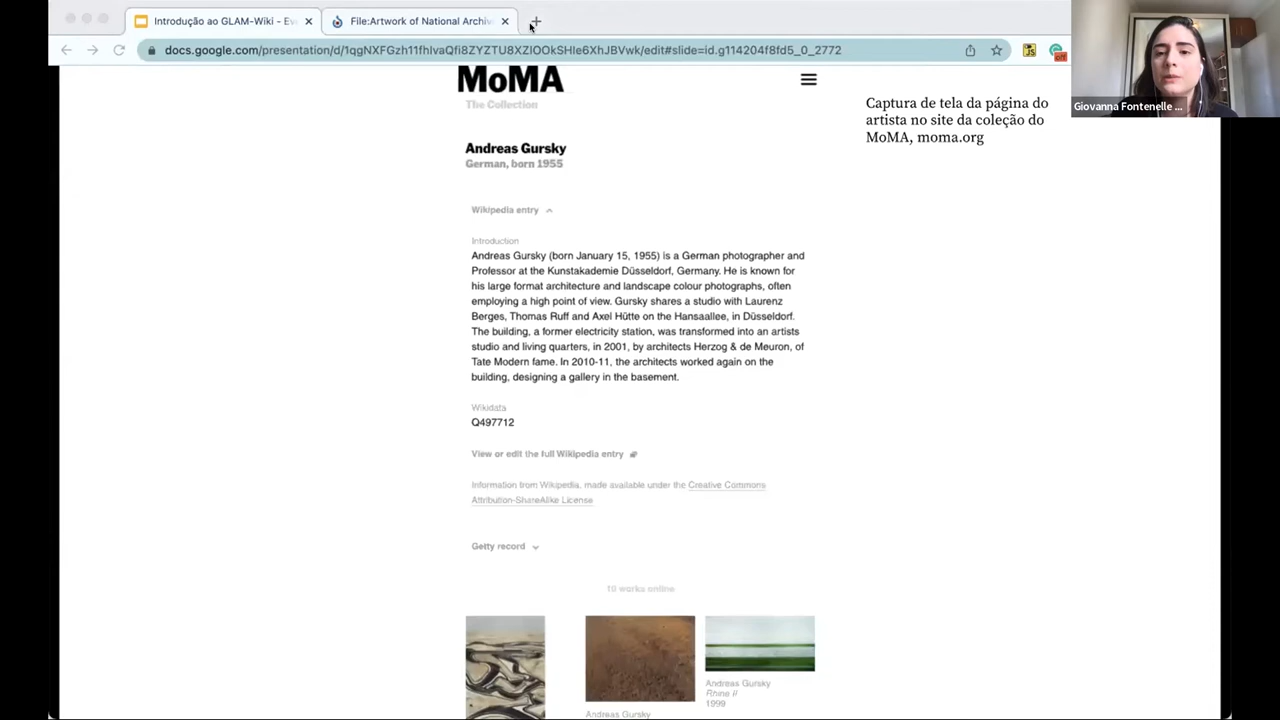 Introdução ao GLAM-Wiki - Eva
File:Artwork of National Archiv
docs.google.com/presentation/d/1qgNXFGzh11fhIvaQfi8ZYZTU8XZIOOkSHIe6XhJBVwk/edit#slide=id.g114204f8fd5_0_2772
JS
off
Giovanna Fontenelle ...
MoMA
The Collection
Captura de tela da página do
artista no site da coleção do
MoMA, moma.org
Andreas Gursky
German, born 1955
Wikipedia entry
Introduction
Andreas Gursky (born January 15, 1955) is a German photographer and
Professor at the Kunstakademie Düsseldorf, Germany. He is known for
his large format architecture and landscape colour photographs, often
employing a high point of view. Gursky shares a studio with Laurenz
Berges, Thomas Ruff and Axel Hütte on the Hansaallee, in Düsseldorf.
The building, a former electricity station, was transformed into an artists
studio and living quarters, in 2001, by architects Herzog & de Meuron, of
Tate Modern fame. In 2010-11, the architects worked again on the
building, designing a gallery in the basement.
Wikidata
Q497712
View or edit the full Wikipedia entry
Information from Wikipedia, made available under the Creative Commons
Attribution-ShareAlike License
Getty record
works online
Andreas Gursky
Rhine II
1999
Andreas Gursky